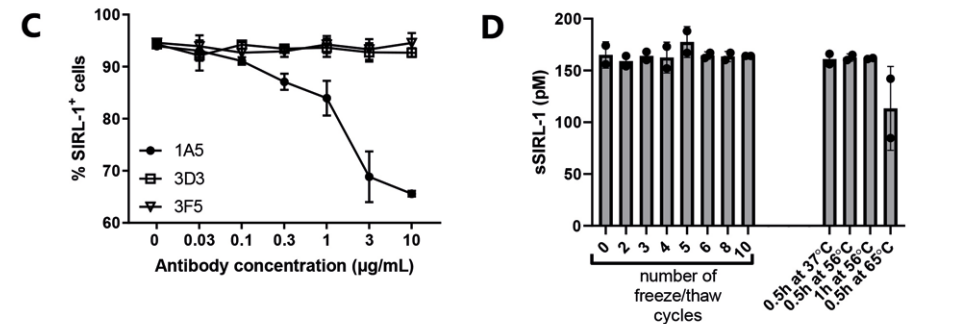 C
100
90
80
70
60
% SIRL-1⁺ cells
1A5
3D3
3F5
0 0.03 0.1 0.3 1 3 10
Antibody concentration (µg/mL)
D
200
150
100
50
0
sSIRL-1 (pM)
0 2 3 4 5 6 8 10
0.5h at 37°C
0.5h at 56°C
1h at 56°C
0.5h at 65°C
number of
freeze/thaw
cycles